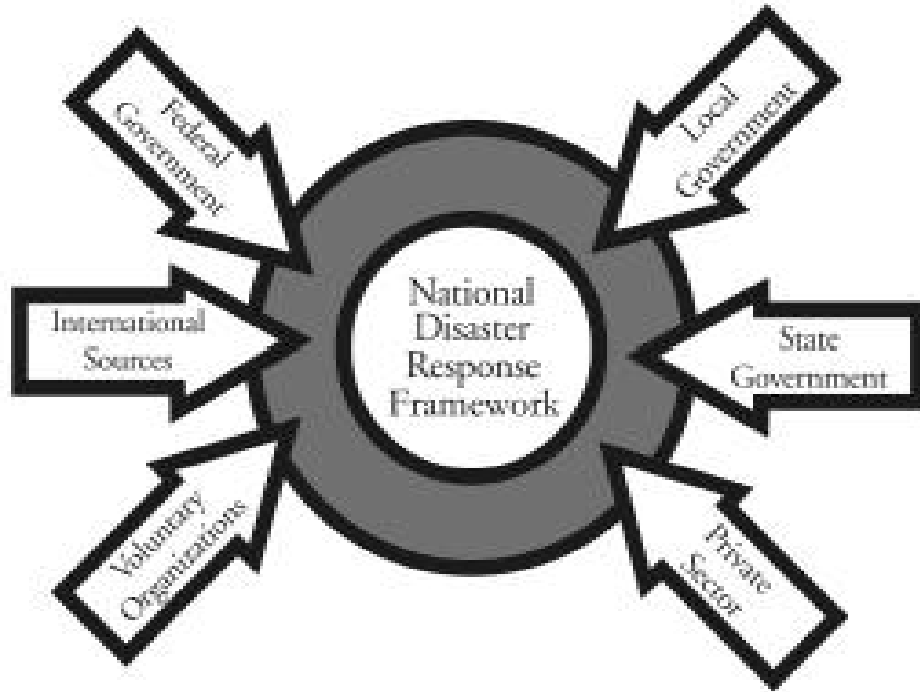 Federal
Government
Local
Government
International
Sources
National
Disaster
Response
Framework
State
Government
Voluntary
Organizations
Private
Sector